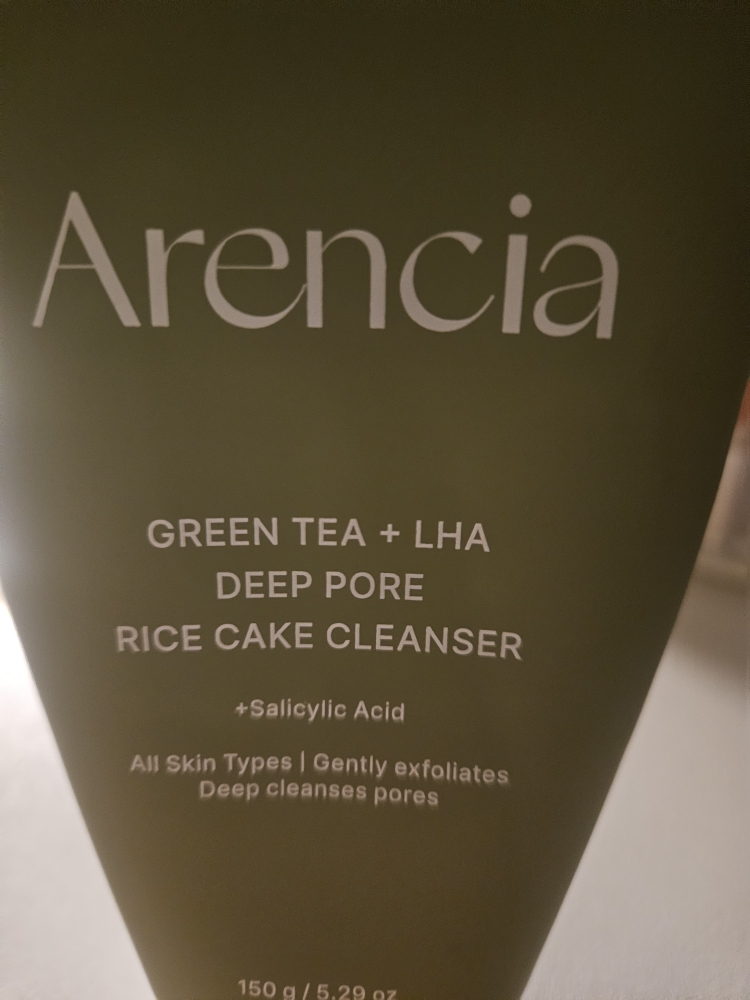 Arencia
GREEN TEA + LHA
DEEP PORE
RICE CAKE CLEANSER
+Salicylic Acid
All Skin Types | Gently exfoliates
Deep cleanses pores
150 g / 5.29 oz